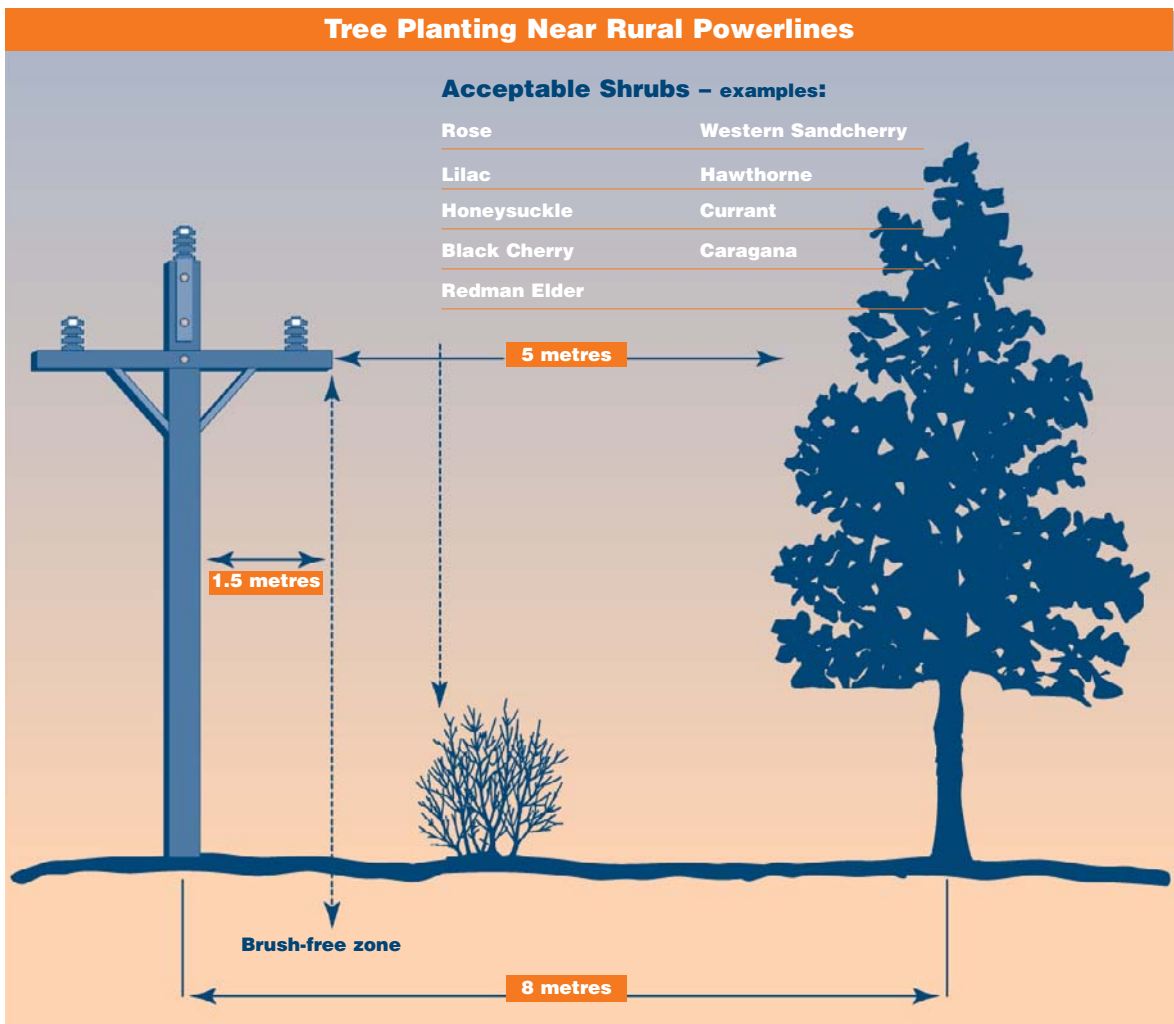 Tree Planting Near Rural Powerlines
Acceptable Shrubs – examples:
Rose Western Sandcherry
Lilac Hawthorne
Honeysuckle Currant
Black Cherry Caragana
Redman Elder
5 metres
1.5 metres
Brush-free zone
8 metres